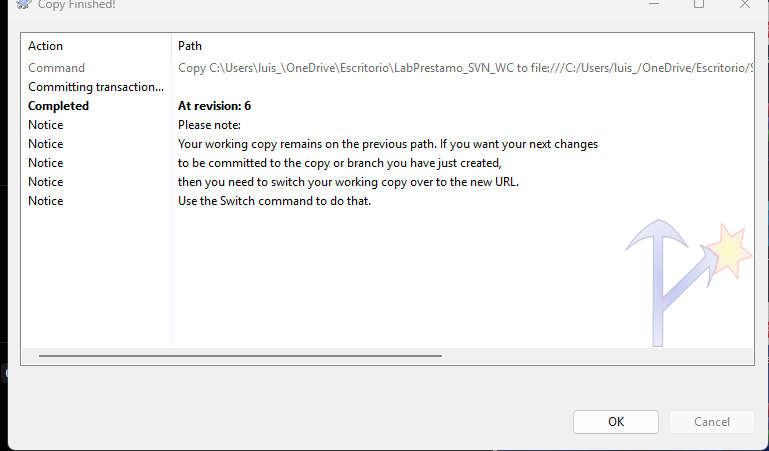 Copy Finished!
Action Path
Command Copy C:\Users\luis_\OneDrive\Escritorio\LabPrestamo_SVN_WC to file:///C:/Users/luis_/OneDrive/Escritorio/
Committing transaction...
Completed At revision: 6
Notice Please note:
Notice Your working copy remains on the previous path. If you want your next changes
Notice to be committed to the copy or branch you have just created,
Notice then you need to switch your working copy over to the new URL.
Notice Use the Switch command to do that.
OK Cancel